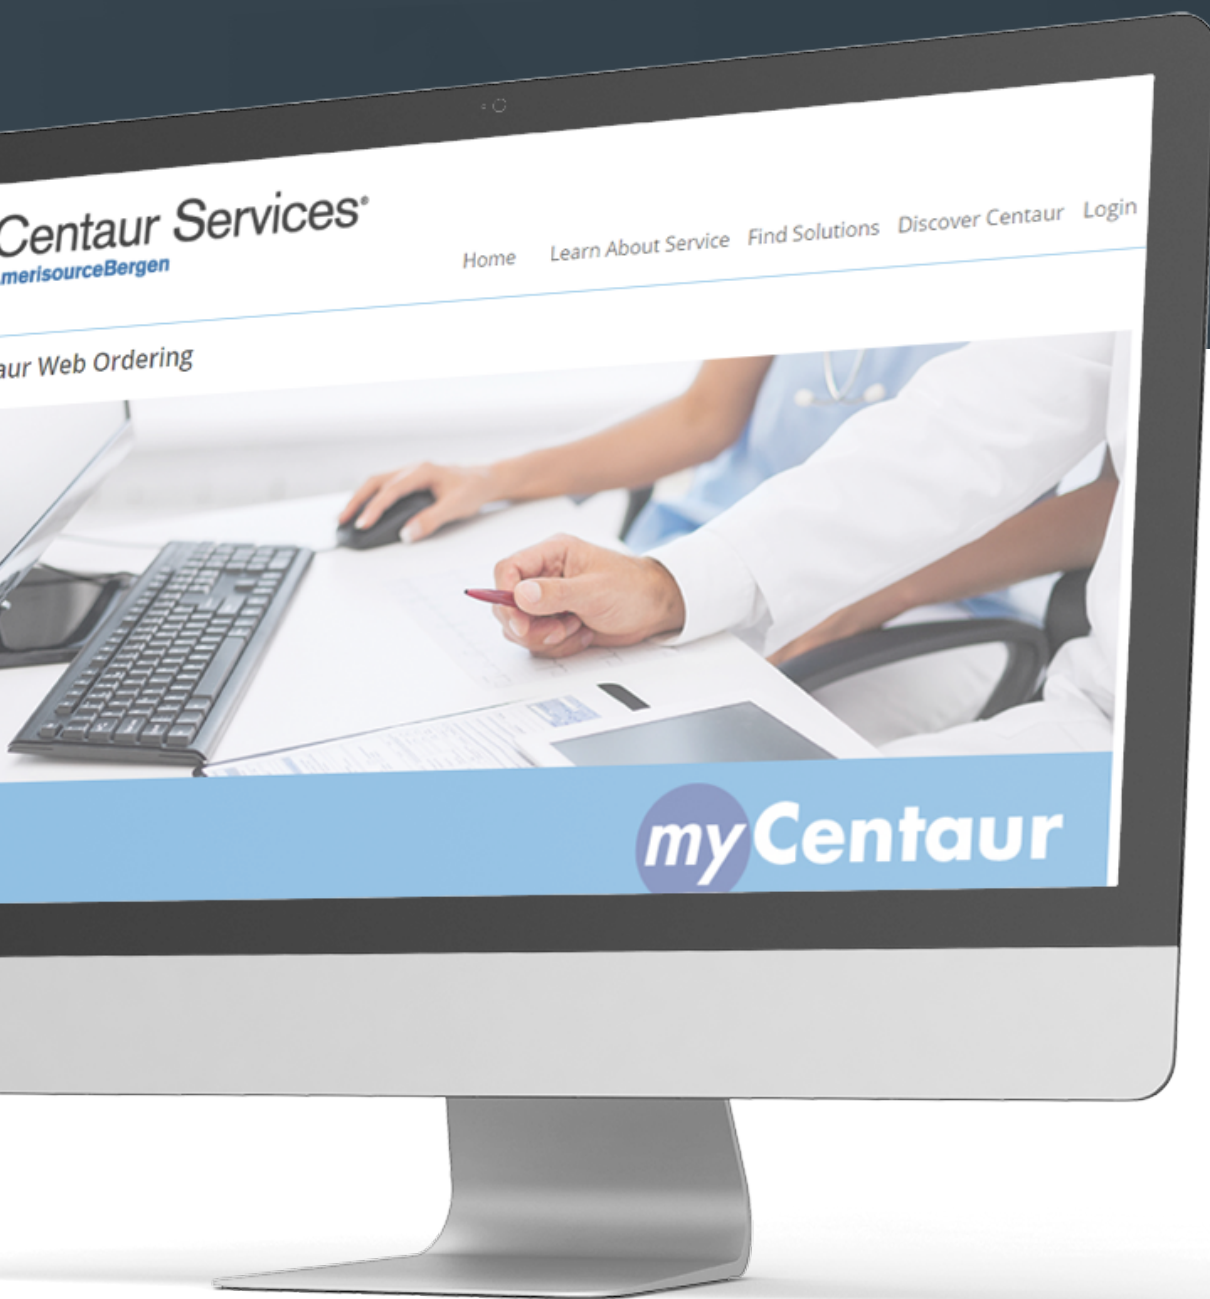 Centaur Services®
merisourceBergen
Home Learn About Service Find Solutions Discover Centaur Login
aur Web Ordering
myCentaur